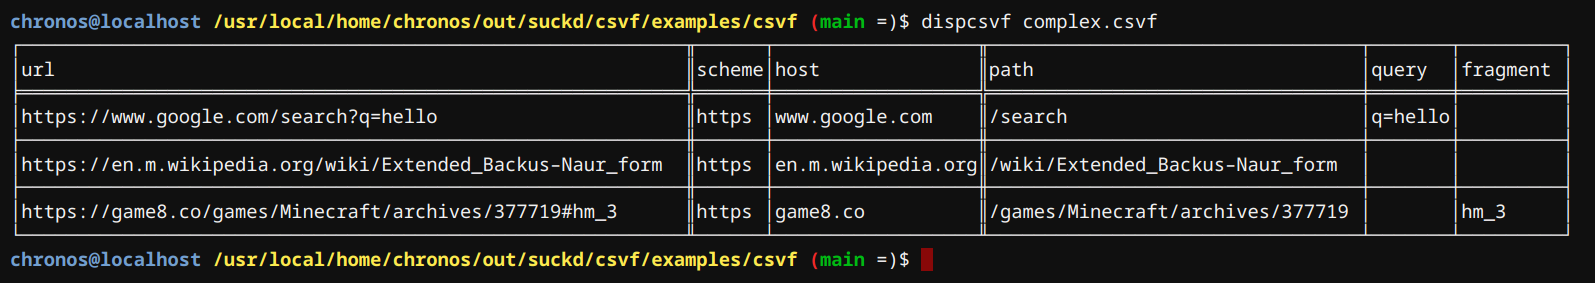 chronos@localhost /usr/local/home/chronos/out/suckd/csvf/examples/csvf (main =)$ dispcsvf complex.csvf
url scheme host path query fragment
https://www.google.com/search?q=hello https www.google.com /search q=hello
https://en.m.wikipedia.org/wiki/Extended_Backus-Naur_form https en.m.wikipedia.org /wiki/Extended_Backus-Naur_form
https://game8.co/games/Minecraft/archives/377719#hm_3 https game8.co /games/Minecraft/archives/377719 hm_3
chronos@localhost /usr/local/home/chronos/out/suckd/csvf/examples/csvf (main =)$